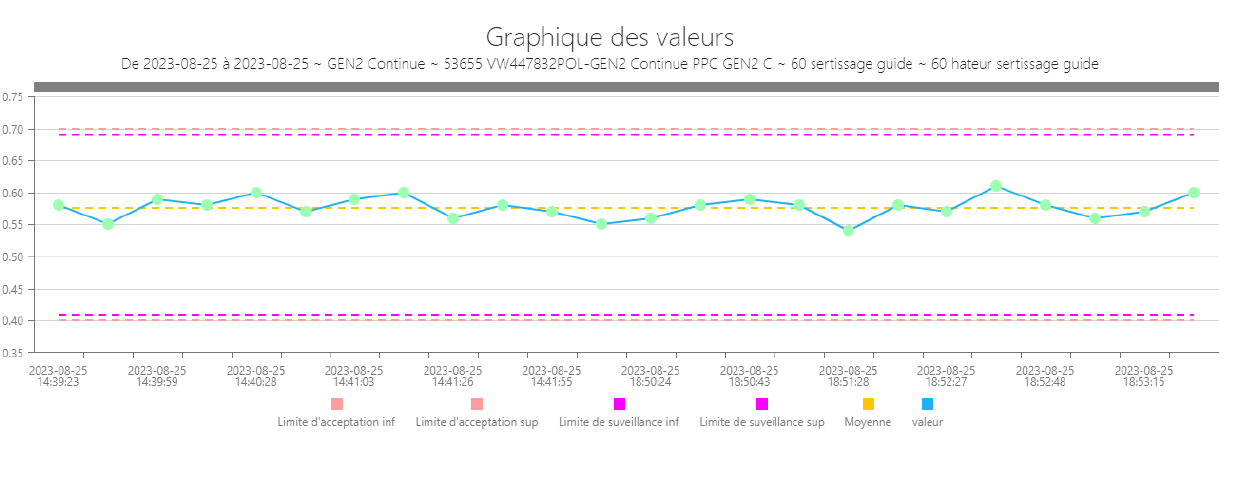 Graphique des valeurs
De 2023-08-25 à 2023-08-25 ~ GEN2 Continue ~ 53655 VW447832POL-GEN2 Continue PPC GEN2 C ~ 60 sertissage guide ~ 60 hateur sertissage guide
0.75
0.70
0.65
0.60
0.55
0.50
0.45
0.40
0.35
2023-08-25 2023-08-25 2023-08-25 2023-08-25 2023-08-25 2023-08-25 2023-08-25 2023-08-25 2023-08-25 2023-08-25 2023-08-25 2023-08-25
14:39:23 14:39:59 14:40:28 14:41:03 14:41:26 14:41:55 18:50:24 18:50:43 18:51:28 18:52:27 18:52:48 18:53:15
Limite d'acceptation inf Limite d'acceptation sup Limite de suveillance inf Limite de suveillance sup Moyenne valeur